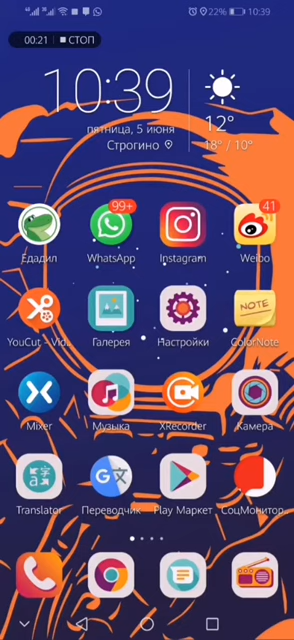 22% 10:39
00:21 СТОП
10:39
пятница, 5 июня
Строгино
12°
18° / 10°
99+
41
Едадил WhatsApp Instagram Weibo
NOTE
YouCut - Vid... Галерея Настройки ColorNote
Mixer Музыка XRecorder Камера
Translator Переводчик Play Маркет СоцМонитор...